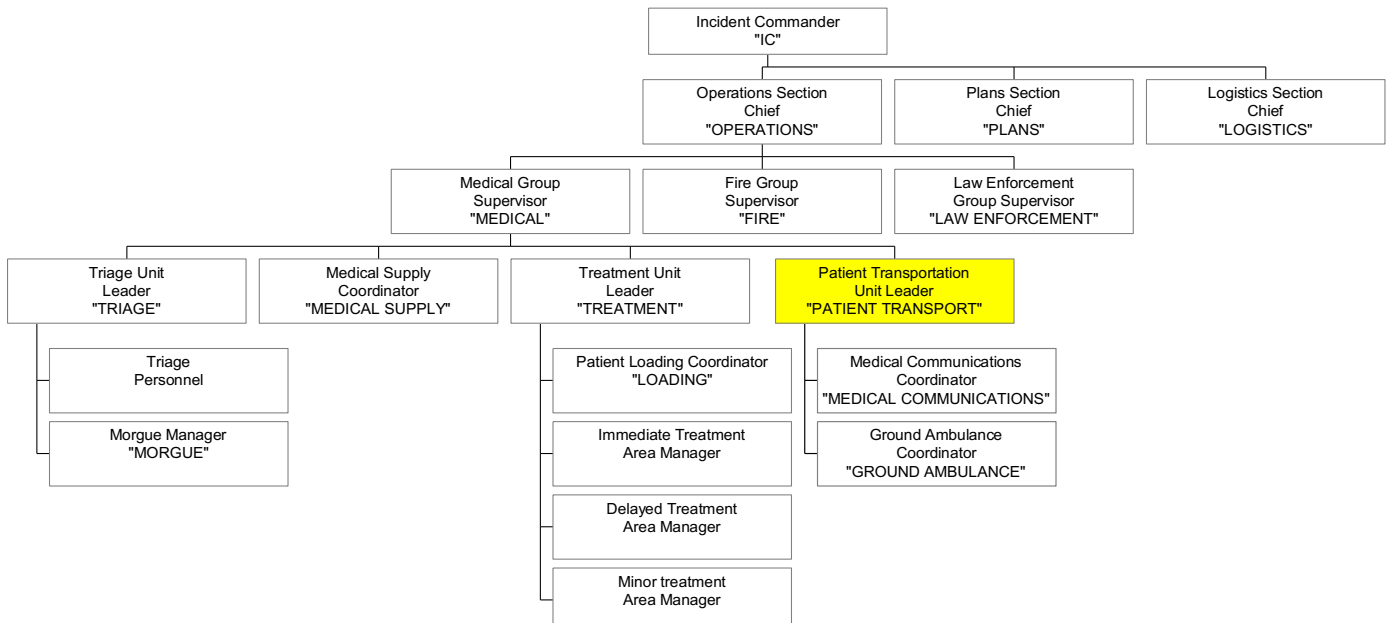 Incident Commander
"IC"
Operations Section
Chief
"OPERATIONS"
Plans Section
Chief
"PLANS"
Logistics Section
Chief
"LOGISTICS"
Medical Group
Supervisor
"MEDICAL"
Fire Group
Supervisor
"FIRE"
Law Enforcement
Group Supervisor
"LAW ENFORCEMENT"
Triage Unit
Leader
"TRIAGE"
Medical Supply
Coordinator
"MEDICAL SUPPLY"
Treatment Unit
Leader
"TREATMENT"
Patient Transportation
Unit Leader
"PATIENT TRANSPORT"
Triage
Personnel
Morgue Manager
"MORGUE"
Patient Loading Coordinator
"LOADING"
Immediate Treatment
Area Manager
Delayed Treatment
Area Manager
Minor treatment
Area Manager
Medical Communications
Coordinator
"MEDICAL COMMUNICATIONS"
Ground Ambulance
Coordinator
"GROUND AMBULANCE"